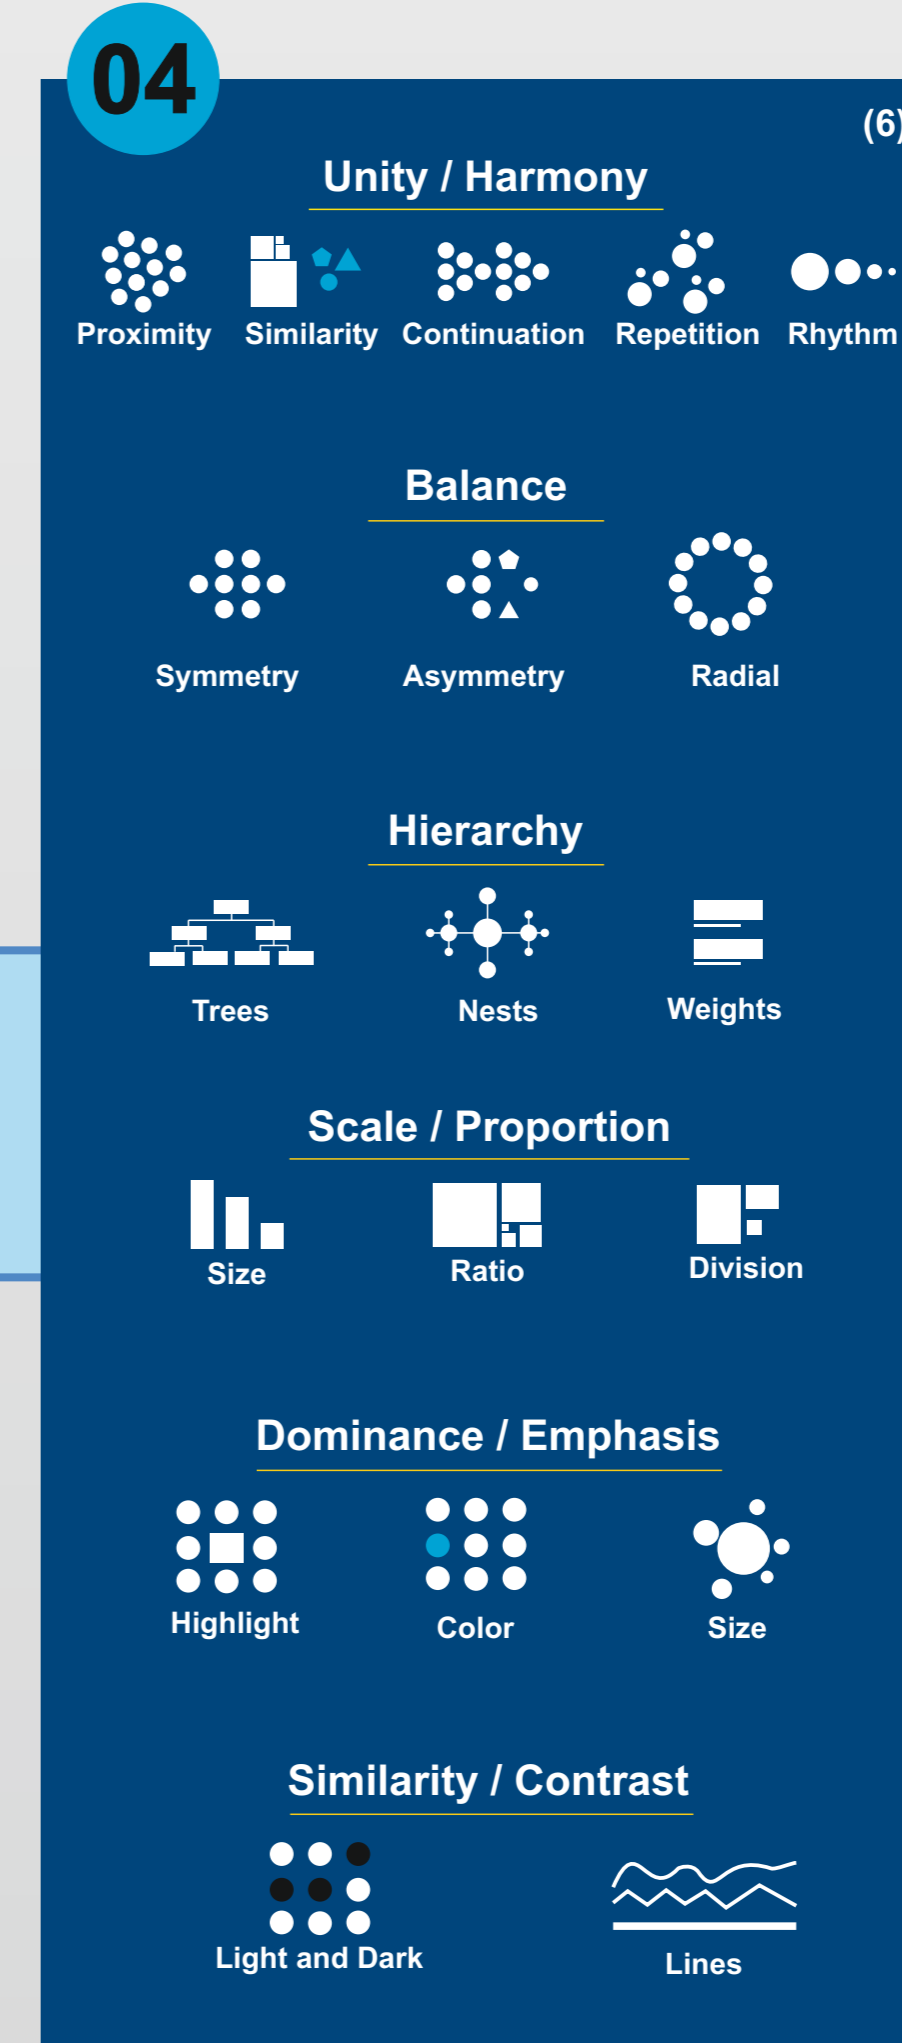 04
(6)
Unity / Harmony
Proximity Similarity Continuation Repetition Rhythm
Balance
Symmetry Asymmetry Radial
Hierarchy
Trees Nests Weights
Scale / Proportion
Size Ratio Division
Dominance / Emphasis
Highlight Color Size
Similarity / Contrast
Light and Dark Lines